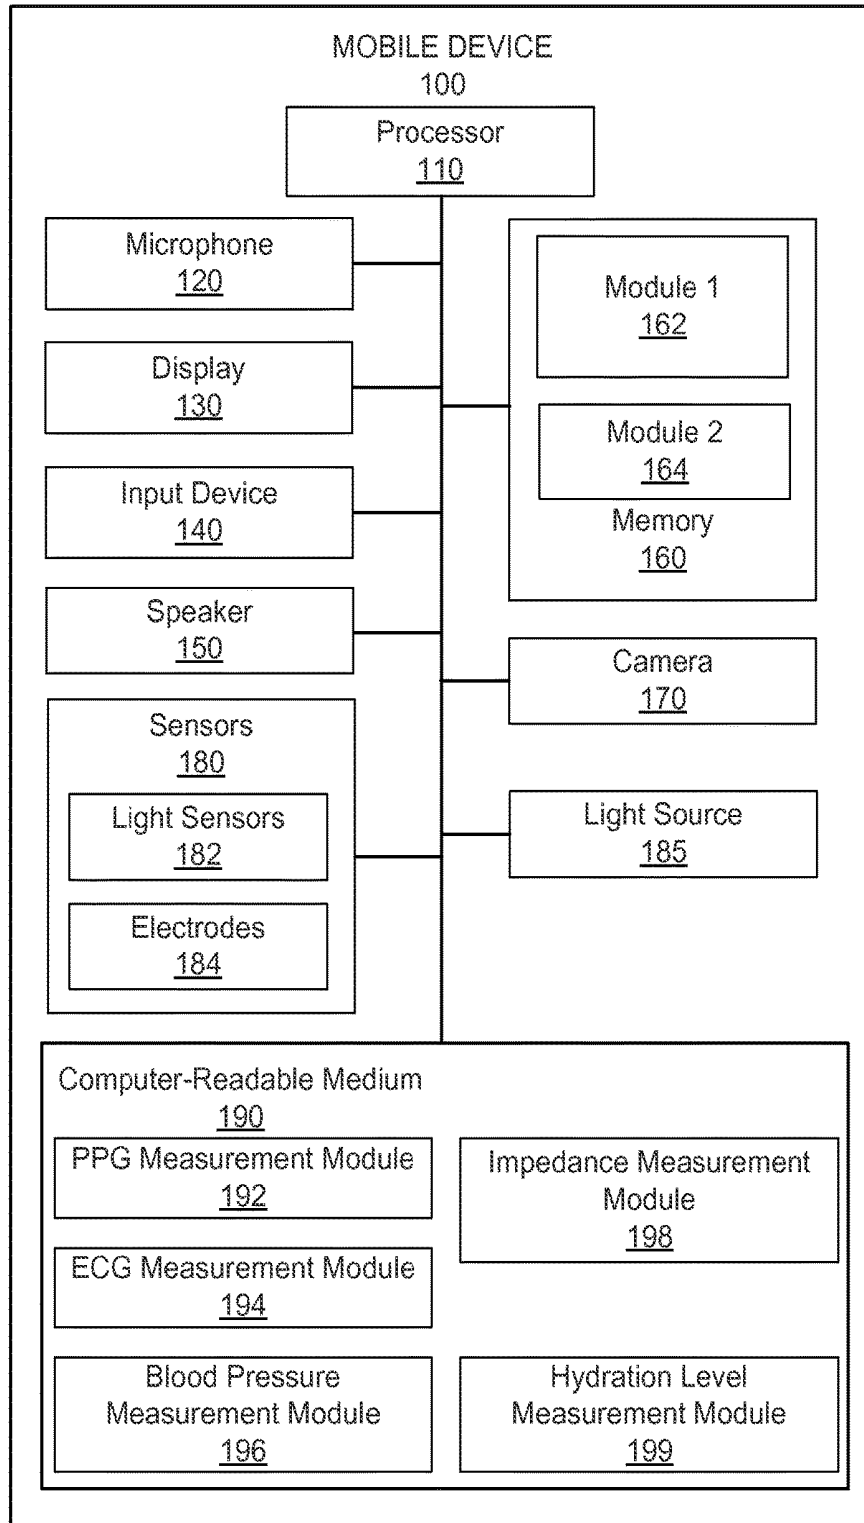 MOBILE DEVICE
100
Processor
110
Microphone
120
Display
130
Input Device
140
Speaker
150
Sensors
180
Light Sensors
182
Electrodes
184
Module 1
162
Module 2
164
Memory
160
Camera
170
Light Source
185
Computer-Readable Medium
190
PPG Measurement Module
192
ECG Measurement Module
194
Blood Pressure
Measurement Module
196
Impedance Measurement
Module
198
Hydration Level
Measurement Module
199